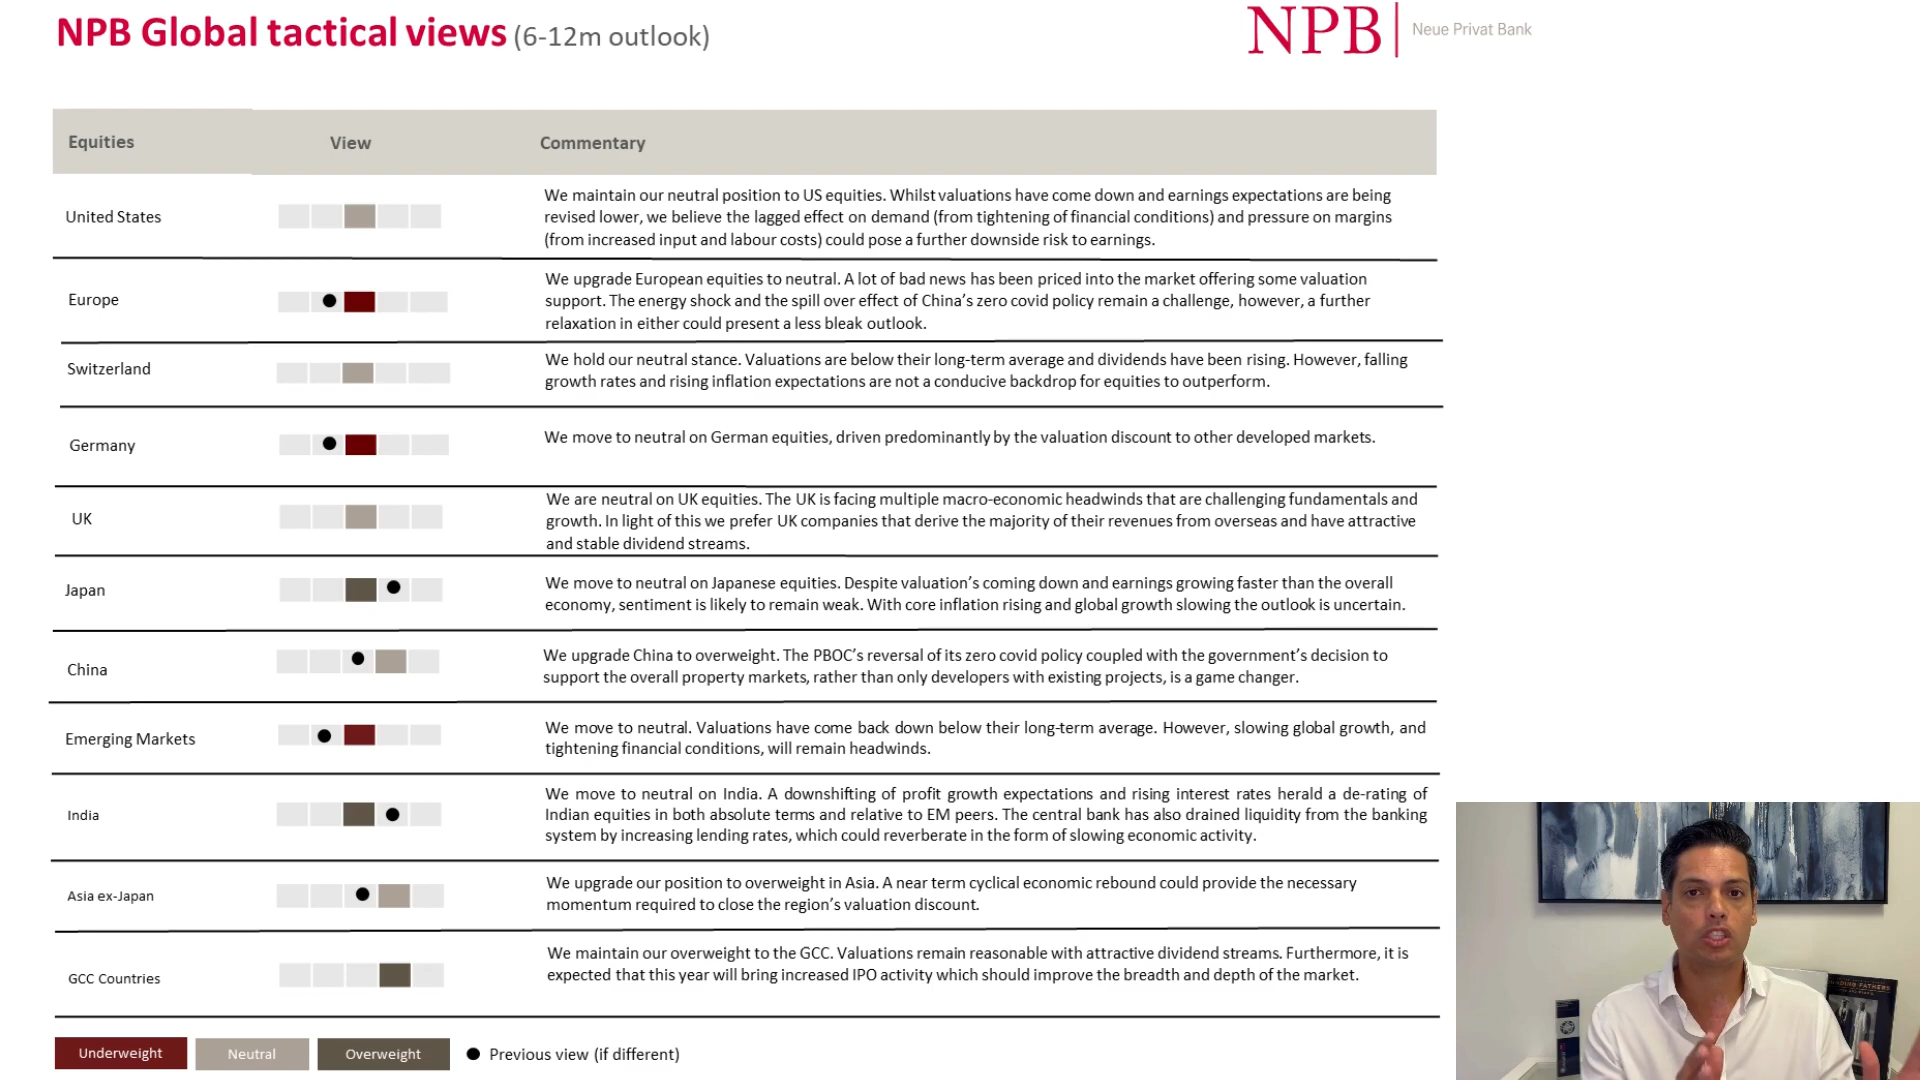 NPB Global tactical views (6-12m outlook)
NPB Neue Privat Bank
Equities View Commentary
United States
We maintain our neutral position to US equities. Whilst valuations have come down and earnings expectations are being
revised lower, we believe the lagged effect on demand (from tightening of financial conditions) and pressure on margins
(from increased input and labour costs) could pose a further downside risk to earnings.
Europe
We upgrade European equities to neutral. A lot of bad news has been priced into the market offering some valuation
support. The energy shock and the spill over effect of China's zero covid policy remain a challenge, however, a further
relaxation in either could present a less bleak outlook.
Switzerland
We hold our neutral stance. Valuations are below their long-term average and dividends have been rising. However, falling
growth rates and rising inflation expectations are not a conducive backdrop for equities to outperform.
Germany
We move to neutral on German equities, driven predominantly by the valuation discount to other developed markets.
UK
We are neutral on UK equities. The UK is facing multiple macro-economic headwinds that are challenging fundamentals and
growth. In light of this we prefer UK companies that derive the majority of their revenues from overseas and have attractive
and stable dividend streams.
Japan
We move to neutral on Japanese equities. Despite valuation's coming down and earnings growing faster than the overall
economy, sentiment is likely to remain weak. With core inflation rising and global growth slowing the outlook is uncertain.
China
We upgrade China to overweight. The PBOC's reversal of its zero covid policy coupled with the government's decision to
support the overall property markets, rather than only developers with existing projects, is a game changer.
Emerging Markets
We move to neutral. Valuations have come back down below their long-term average. However, slowing global growth, and
tightening financial conditions, will remain headwinds.
India
We move to neutral on India. A downshifting of profit growth expectations and rising interest rates herald a de-rating of
Indian equities in both absolute terms and relative to EM peers. The central bank has also drained liquidity from the banking
system by increasing lending rates, which could reverberate in the form of slowing economic activity.
Asia ex-Japan
We upgrade our position to overweight in Asia. A near term cyclical economic rebound could provide the necessary
momentum required to close the region's valuation discount.
GCC Countries
We maintain our overweight to the GCC. Valuations remain reasonable with attractive dividend streams. Furthermore, it is
expected that this year will bring increased IPO activity which should improve the breadth and depth of the market.
Underweight Neutral Overweight Previous view (if different)
FATHERS